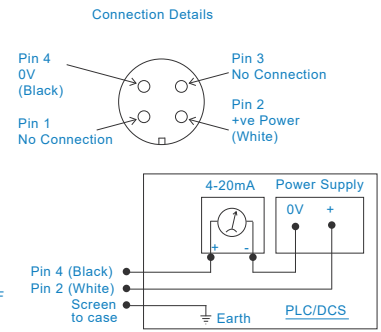 Connection Details
Pin 4
0V
(Black)
Pin 3
No Connection
Pin 1
No Connection
Pin 2
+ve Power
(White)
4-20mA
Power Supply
0V +
+ -
Pin 4 (Black)
Pin 2 (White)
Screen
to case
Earth
PLC/DCS